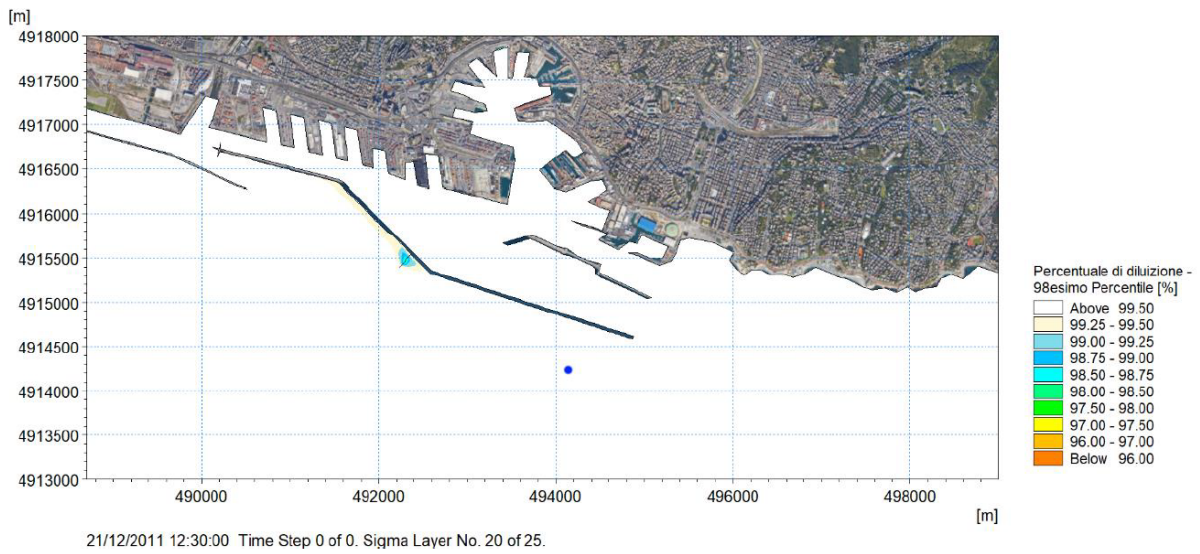 [m]
4918000
4917500
4917000
4916500
4916000
4915500
4915000
4914500
4914000
4913500
4913000
490000 492000 494000 496000 498000
[m]
Percentuale di diluizione -
98esimo Percentile [%]
Above 99.50
99.25 - 99.50
99.00 - 99.25
98.75 - 99.00
98.50 - 98.75
98.00 - 98.50
97.50 - 98.00
97.00 - 97.50
96.00 - 97.00
Below 96.00
21/12/2011 12:30:00 Time Step 0 of 0. Sigma Layer No. 20 of 25.